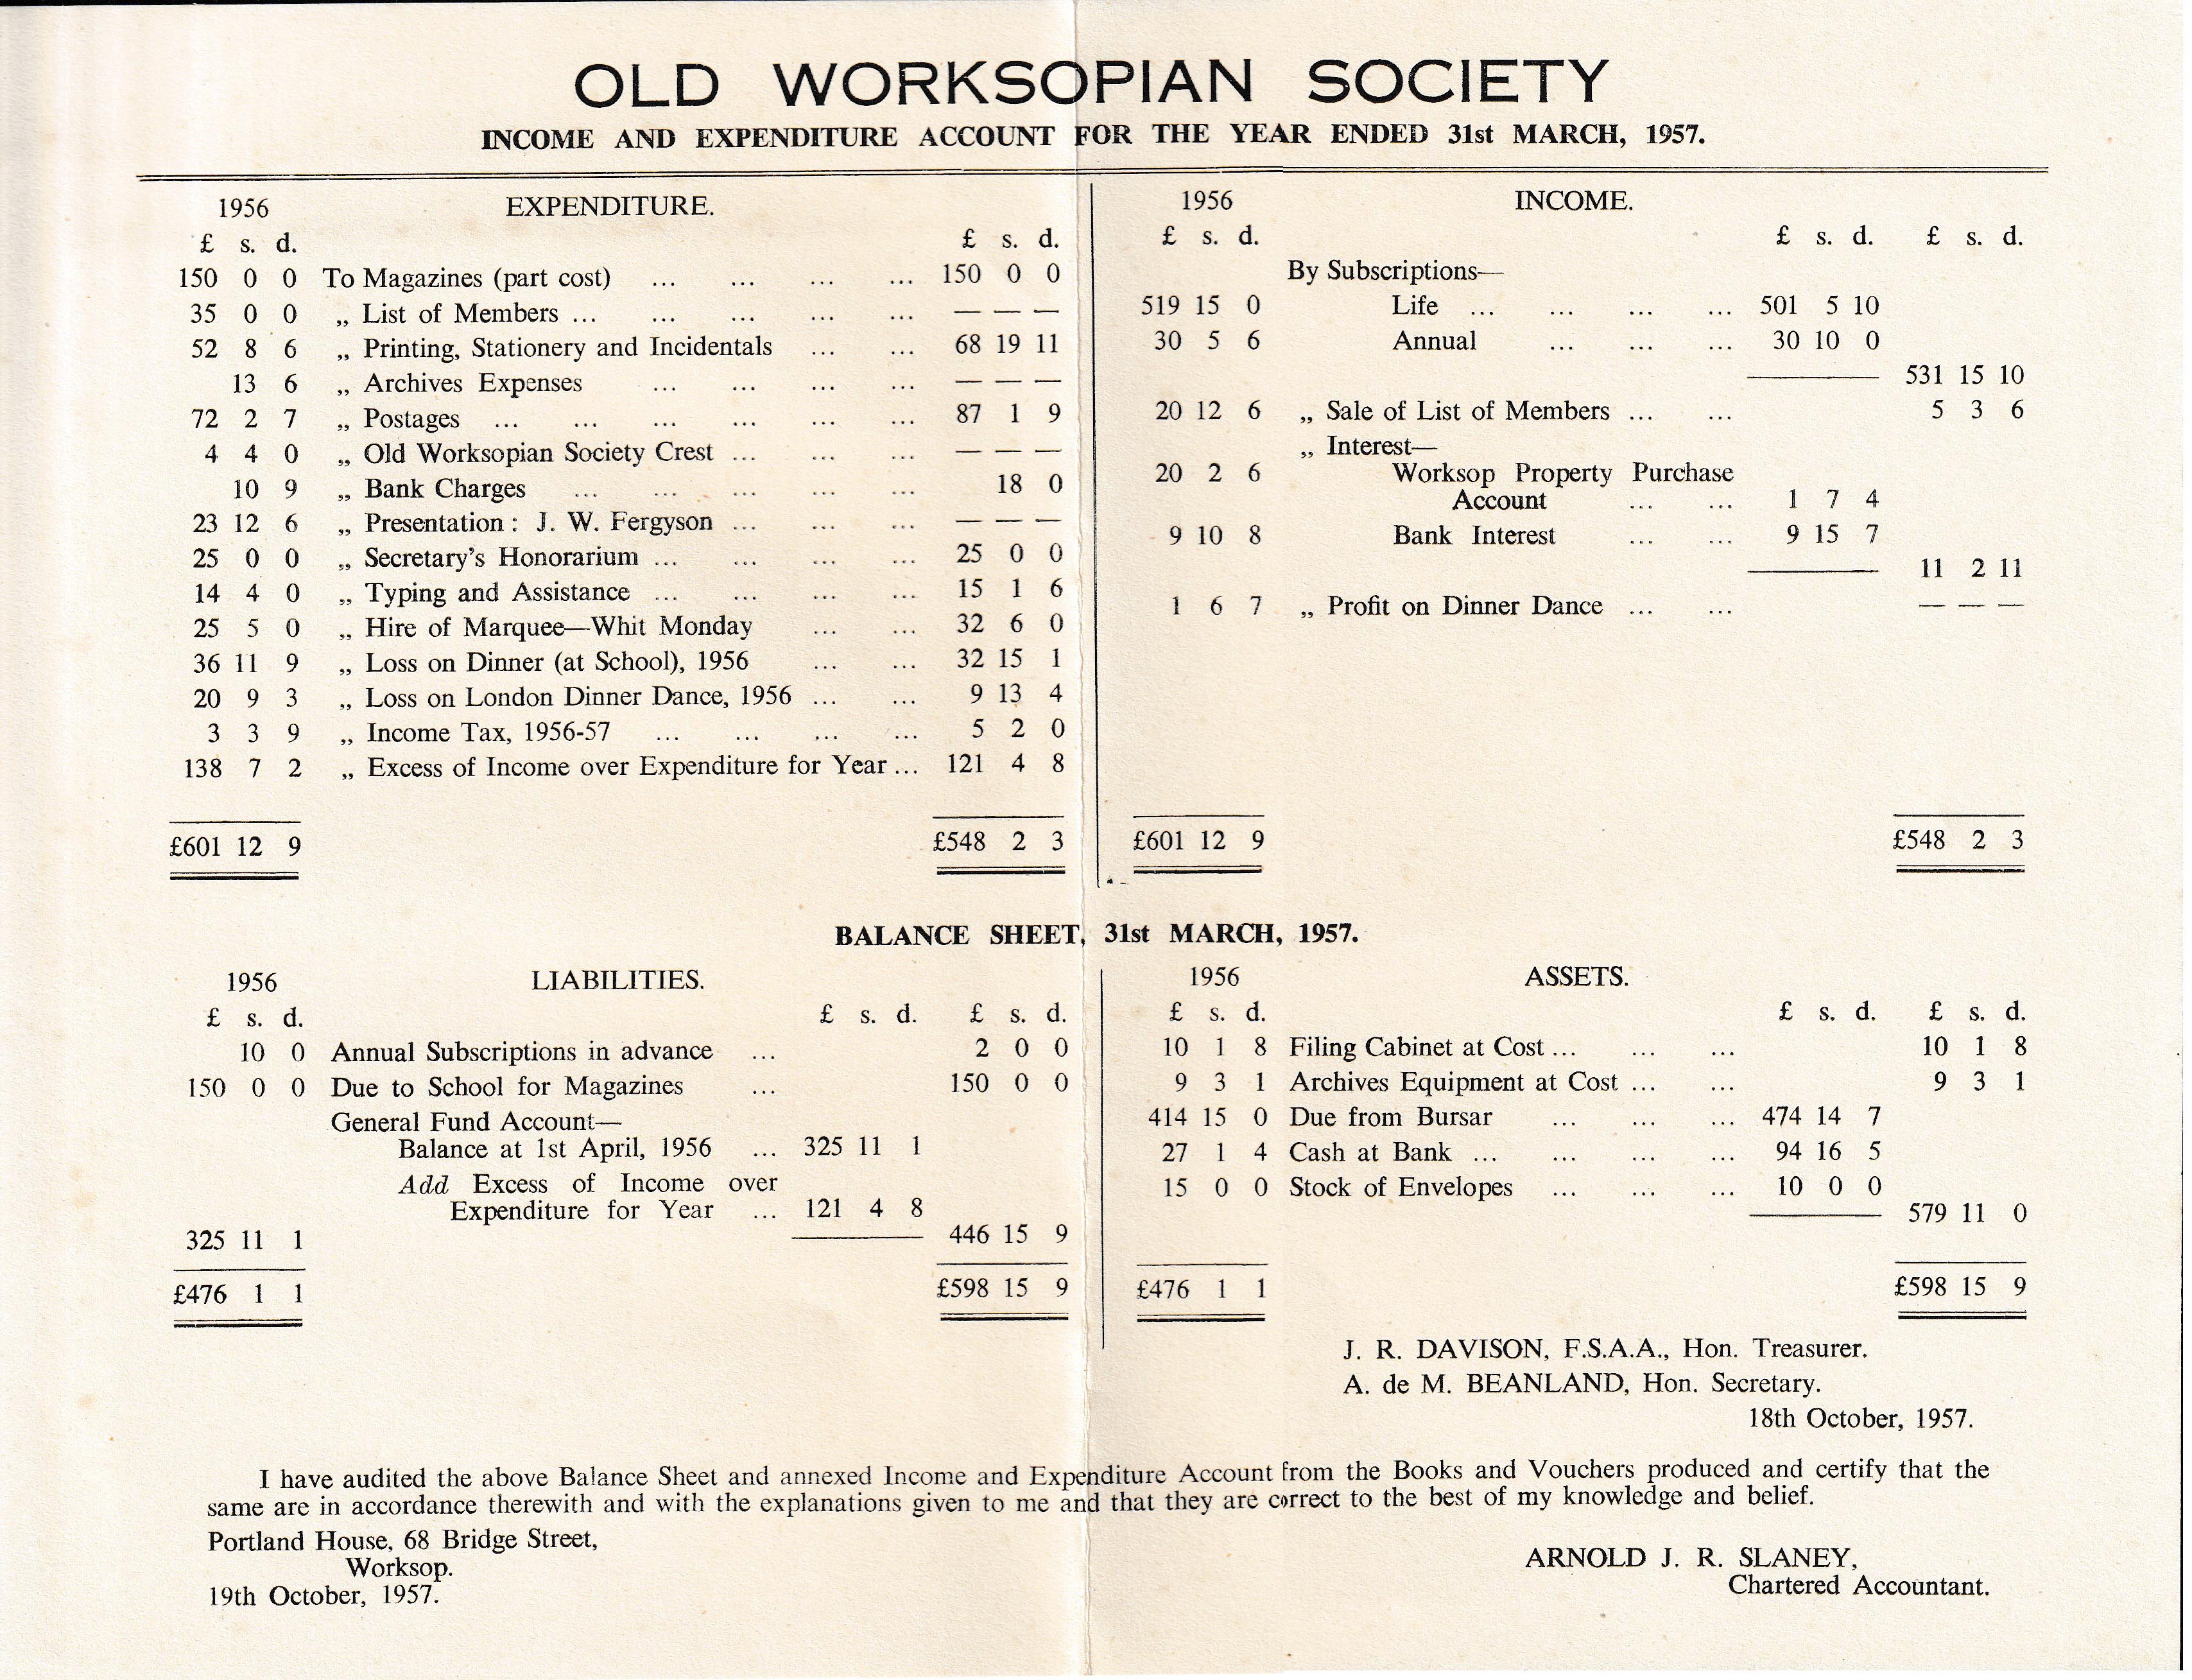 OLD WORKSOPIAN SOCIETY
INCOME AND EXPENDITURE ACCOUNT FOR THE YEAR ENDED 31st MARCH, 1957.
1956 EXPENDITURE.
£ s. d. £ s. d.
150 0 0 To Magazines (part cost) ... ... ... ... 150 0 0
35 0 0 „ List of Members ... ... ... ... ... — — —
52 8 6 „ Printing, Stationery and Incidentals ... ... 68 19 11
13 6 „ Archives Expenses ... ... ... ... — — —
72 2 7 „ Postages ... ... ... ... ... ... 87 1 9
4 4 0 „ Old Worksopian Society Crest ... ... ... — — —
10 9 „ Bank Charges ... ... ... ... ... 18 0
23 12 6 „ Presentation : J. W. Fergyson ... ... ... — — —
25 0 0 „ Secretary's Honorarium ... ... ... ... 25 0 0
14 4 0 „ Typing and Assistance ... ... ... ... 15 1 6
25 5 0 „ Hire of Marquee—Whit Monday ... ... 32 6 0
36 11 9 „ Loss on Dinner (at School), 1956 ... ... 32 15 1
20 9 3 „ Loss on London Dinner Dance, 1956 ... ... 9 13 4
3 3 9 „ Income Tax, 1956-57 ... ... ... ... 5 2 0
138 7 2 „ Excess of Income over Expenditure for Year ... 121 4 8
£601 12 9 £548 2 3
1956 INCOME.
£ s. d. £ s. d. £ s. d.
By Subscriptions—
519 15 0 Life ... ... ... ... 501 5 10
30 5 6 Annual ... ... ... 30 10 0
531 15 10
20 12 6 „ Sale of List of Members ... ... 5 3 6
„ Interest—
20 2 6 Worksop Property Purchase
Account ... ... 1 7 4
9 10 8 Bank Interest ... ... 9 15 7
11 2 11
1 6 7 „ Profit on Dinner Dance ... ... — — —
£601 12 9 £548 2 3
BALANCE SHEET, 31st MARCH, 1957.
1956 LIABILITIES.
£ s. d. £ s. d. £ s. d.
10 0 Annual Subscriptions in advance ... 2 0 0
150 0 0 Due to School for Magazines ... 150 0 0
General Fund Account—
Balance at 1st April, 1956 ... 325 11 1
Add Excess of Income over
Expenditure for Year ... 121 4 8
325 11 1 446 15 9
£476 1 1 £598 15 9
1956 ASSETS.
£ s. d. £ s. d. £ s. d.
10 1 8 Filing Cabinet at Cost ... ... ... 10 1 8
9 3 1 Archives Equipment at Cost ... ... 9 3 1
414 15 0 Due from Bursar ... ... ... 474 14 7
27 1 4 Cash at Bank ... ... ... ... 94 16 5
15 0 0 Stock of Envelopes ... ... ... 10 0 0
579 11 0
£476 1 1 £598 15 9
J. R. DAVISON, F.S.A.A., Hon. Treasurer.
A. de M. BEANLAND, Hon. Secretary.
18th October, 1957.
I have audited the above Balance Sheet and annexed Income and Expenditure Account from the Books and Vouchers produced and certify that the
same are in accordance therewith and with the explanations given to me and that they are correct to the best of my knowledge and belief.
Portland House, 68 Bridge Street,
Worksop.
19th October, 1957.
ARNOLD J. R. SLANEY,
Chartered Accountant.